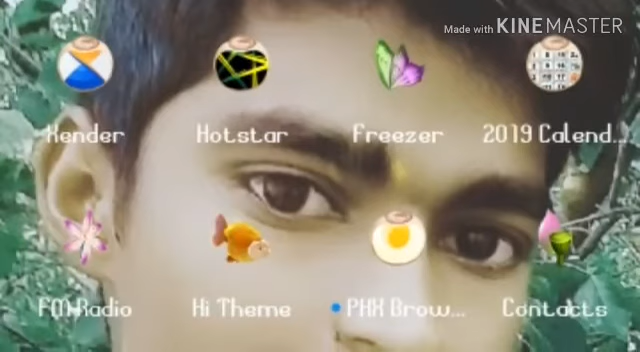 Made with KINEMASTER
Xender Hotstar Freezer 2019 Calend...
FM Radio Hi Theme PHX Brow... Contacts